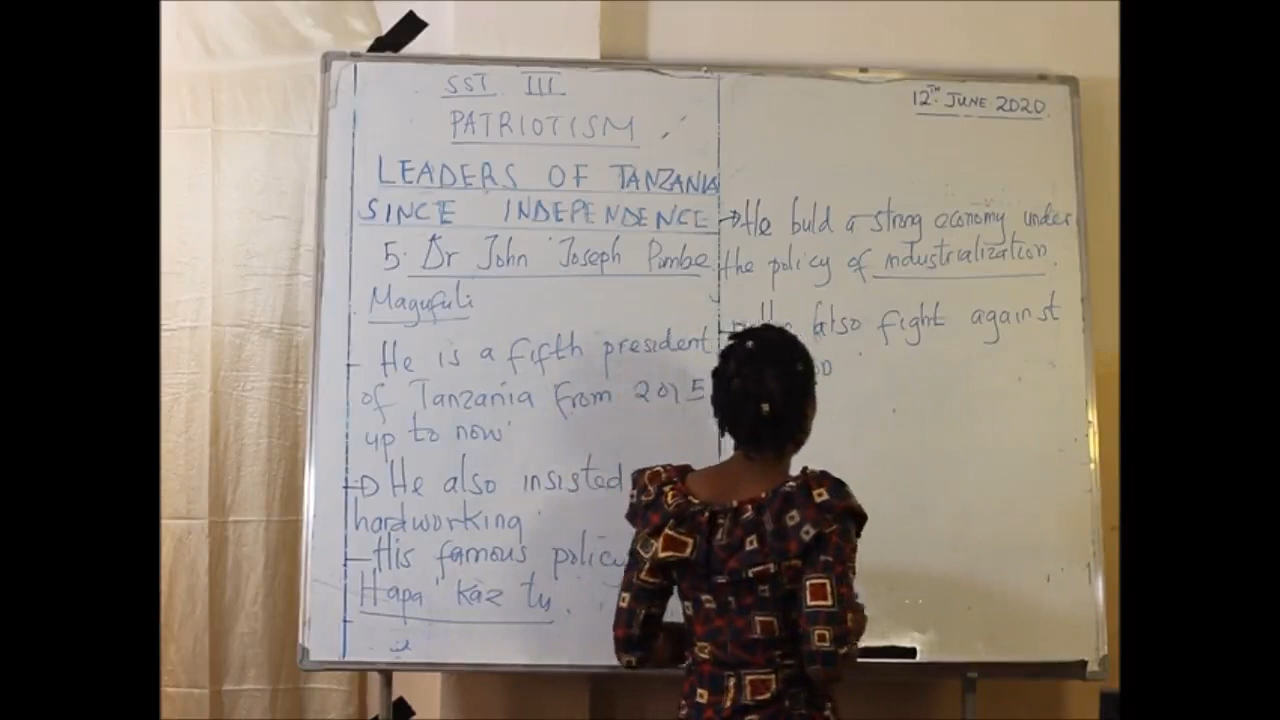 SST III
PATRIOTISM
LEADERS OF TANZANIA
SINCE INDEPENDENCE
5. Dr John Joseph Pombe
Magufuli
- He is a fifth president
of Tanzania from 2015
up to now
→ He also insisted
hardworking
- His famous policy
Hapa kaz tu.
12TH JUNE 2020
→ He build a strong economy under
the policy of industrialization.
also fight against